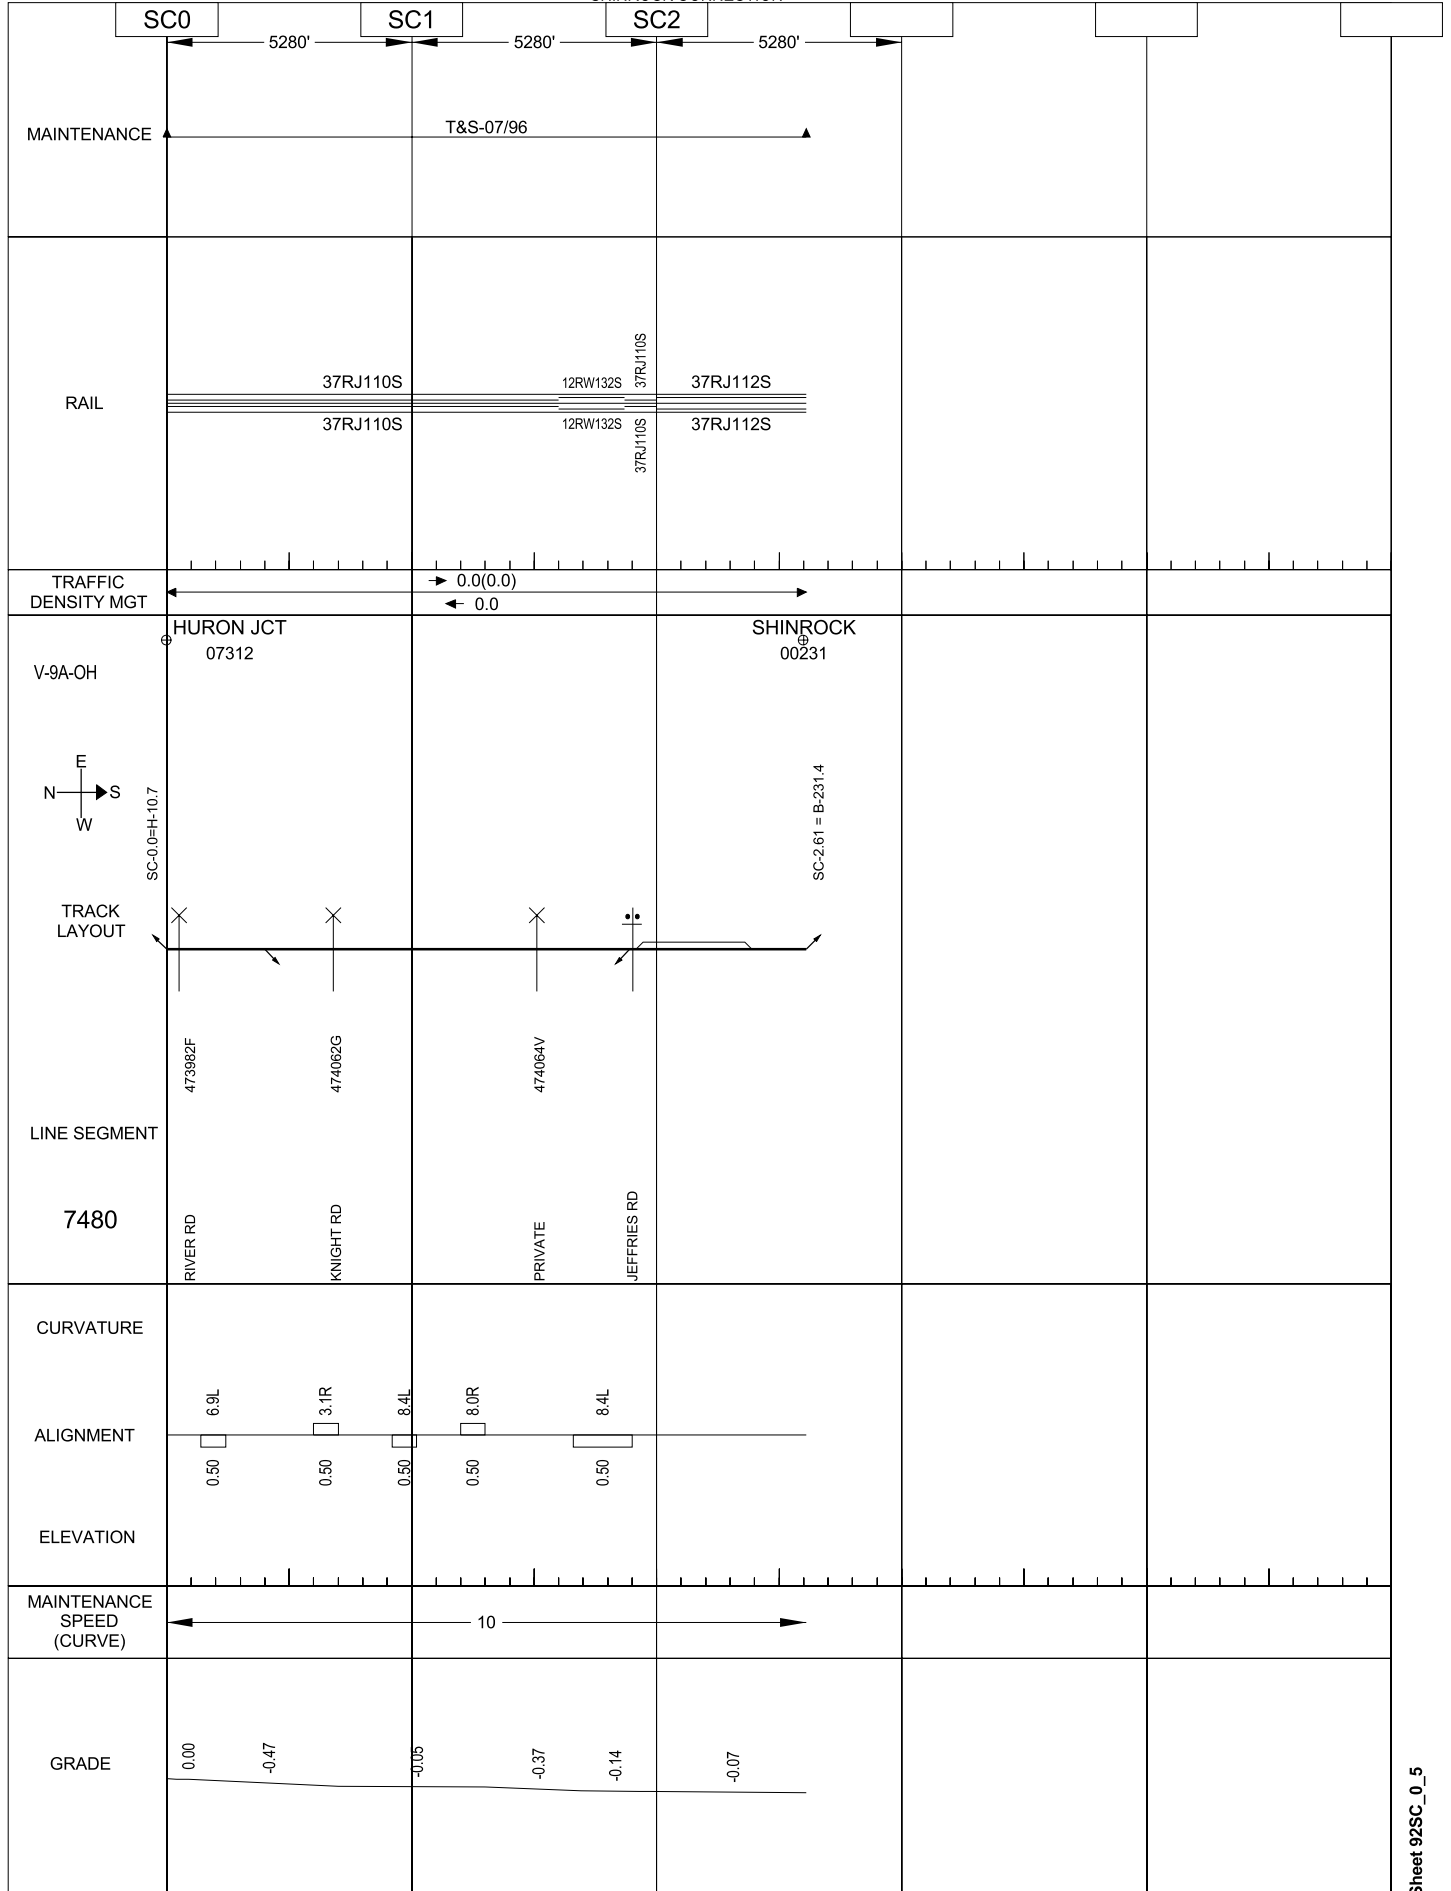 SC0 SC1 SC2
5280' 5280' 5280'
MAINTENANCE
T&S-07/96
RAIL
37RJ110S 12RW132S 37RJ110S 37RJ112S
37RJ110S 12RW132S 37RJ110S 37RJ112S
TRAFFIC
DENSITY MGT
0.0(0.0)
0.0
HURON JCT
07312
SHINROCK
00231
V-9A-OH
E
N S
W
SC-0.0=H-10.7
SC-2.61 = B-231.4
TRACK
LAYOUT
473982F
474062G
474064V
LINE SEGMENT
7480
RIVER RD
KNIGHT RD
PRIVATE
JEFFRIES RD
CURVATURE
6.9L 3.1R 8.4L 8.0R 8.4L
ALIGNMENT
0.50 0.50 0.50 0.50 0.50
ELEVATION
MAINTENANCE
SPEED
(CURVE)
10
GRADE
0.00 -0.47 -0.05 -0.37 -0.14 -0.07
Sheet 92SC_0_5